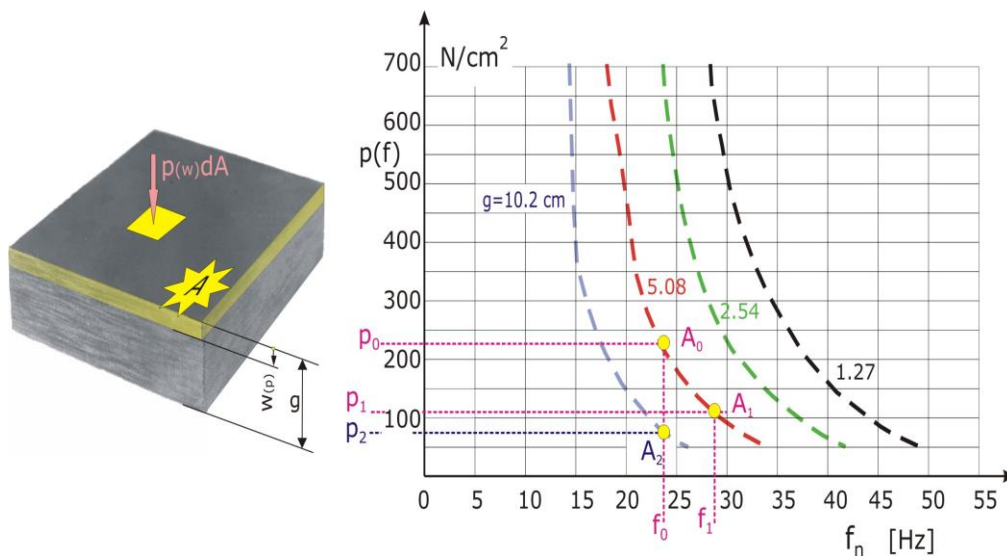 p(w)dA
A
w(p)
g
N/cm²
700
600
p(f)
500
400
300
200
100
g=10.2 cm
5.08
2.54
1.27
p₀
p₁
p₂
A₀
A₁
A₂
0
5
10
15
20
25
30
35
40
45
50
55
f₀
f₁
fₙ [Hz]